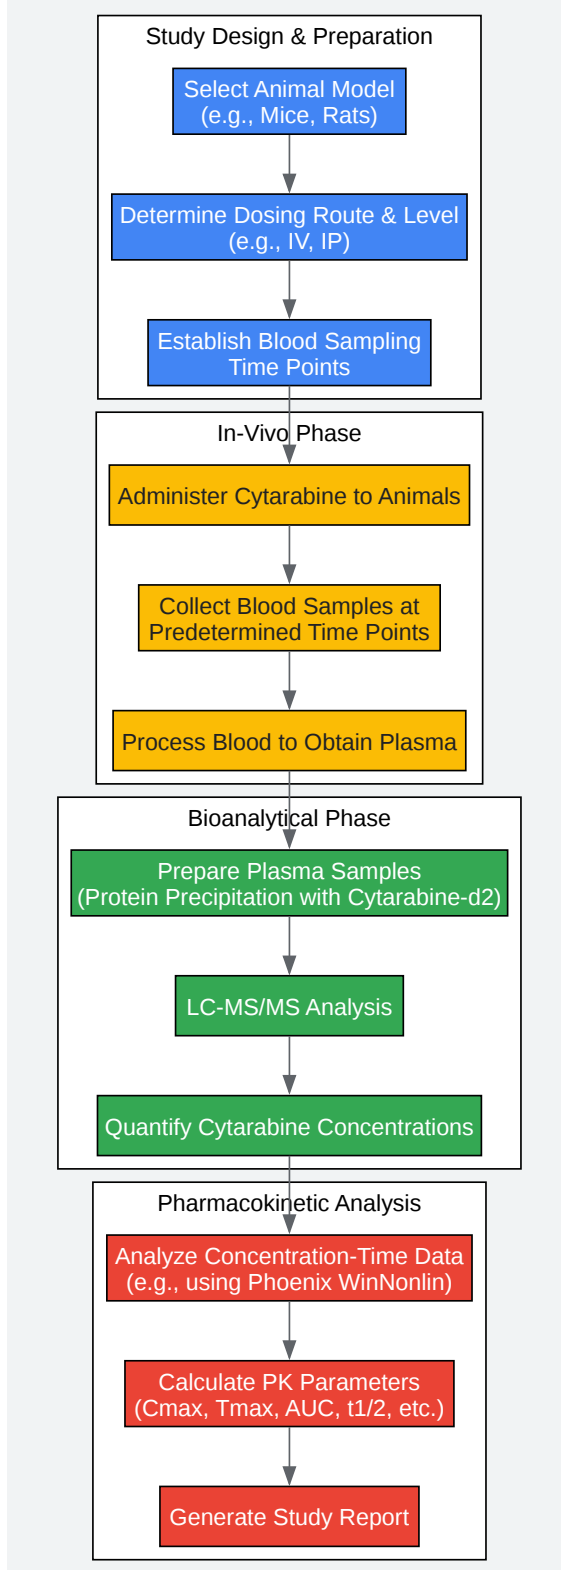 Study Design & Preparation
Select Animal Model
(e.g., Mice, Rats)
Determine Dosing Route & Level
(e.g., IV, IP)
Establish Blood Sampling
Time Points
In-Vivo Phase
Administer Cytarabine to Animals
Collect Blood Samples at
Predetermined Time Points
Process Blood to Obtain Plasma
Bioanalytical Phase
Prepare Plasma Samples
(Protein Precipitation with Cytarabine-d2)
LC-MS/MS Analysis
Quantify Cytarabine Concentrations
Pharmacokinetic Analysis
Analyze Concentration-Time Data
(e.g., using Phoenix WinNonlin)
Calculate PK Parameters
(Cmax, Tmax, AUC, t1/2, etc.)
Generate Study Report